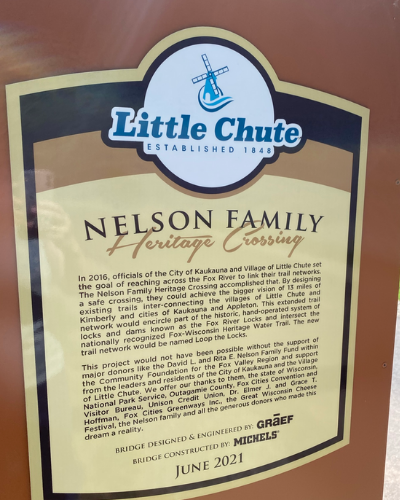 Little Chute
ESTABLISHED 1848
NELSON FAMILY
Heritage Crossing
In 2016, officials of the City of Kaukauna and Village of Little Chute set
the goal of reaching across the Fox River to link their trail networks.
The Nelson Family Heritage Crossing accomplished that. By designing
a safe crossing, they could achieve the bigger vision of 13 miles of
existing trails inter-connecting the villages of Little Chute and
Kimberly and cities of Kaukauna and Appleton. This extended trail
network would encircle part of the historic, hand-operated system of
locks and dams known as the Fox River Locks and intersect the
nationally recognized Fox-Wisconsin Heritage Water Trail. The new
trail network would be named Loop the Locks.
This project would not have been possible without the support of
major donors like the David L. and Rita E. Nelson Family Fund within
the Community Foundation for the Fox Valley Region and support
from the leaders and residents of the City of Kaukauna and the Village
of Little Chute. We offer our thanks to them, the state of Wisconsin,
National Park Service, Outagamie County, Fox Cities Convention and
Visitor Bureau, Unison Credit Union, Dr. Elmer J. and Grace T.
Hoffman, Fox Cities Greenways Inc., the Great Wisconsin Cheese
Festival, the Nelson family and all the generous donors who made this
dream a reality.
BRIDGE DESIGNED & ENGINEERED BY: GRAEF
BRIDGE CONSTRUCTED BY: MICHELS
JUNE 2021